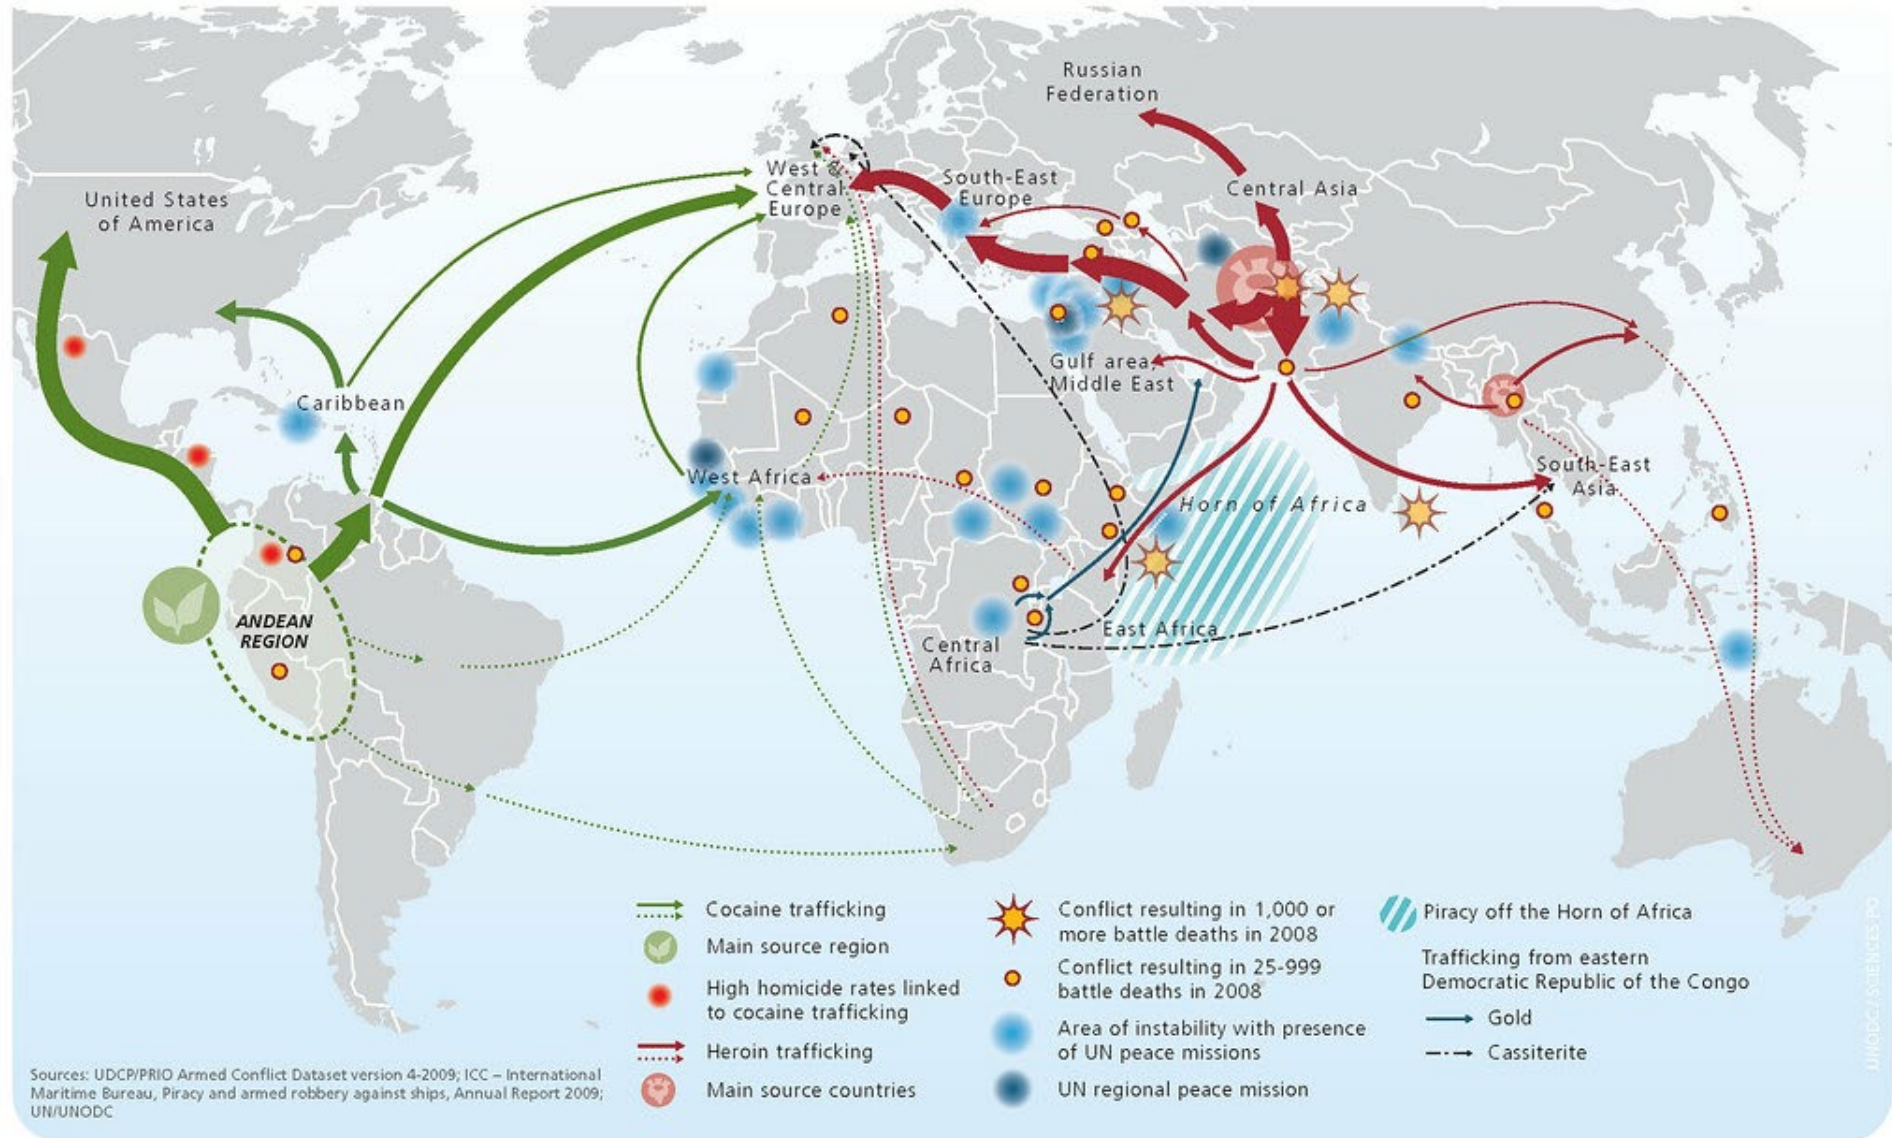 Russian
Federation
West &
Central
Europe
South-East
Europe
Central Asia
United States
of America
Gulf area,
Middle East
Caribbean
West Africa
South-East
Asia
Horn of Africa
ANDEAN
REGION
Central
Africa
East Africa
Cocaine trafficking
Main source region
High homicide rates linked
to cocaine trafficking
Heroin trafficking
Main source countries
Conflict resulting in 1,000 or
more battle deaths in 2008
Conflict resulting in 25-999
battle deaths in 2008
Area of instability with presence
of UN peace missions
UN regional peace mission
Piracy off the Horn of Africa
Trafficking from eastern
Democratic Republic of the Congo
Gold
Cassiterite
Sources: UDCP/PRIO Armed Conflict Dataset version 4-2009; ICC – International
Maritime Bureau, Piracy and armed robbery against ships, Annual Report 2009;
UN/UNODC
UNODC / SCIENCES PO